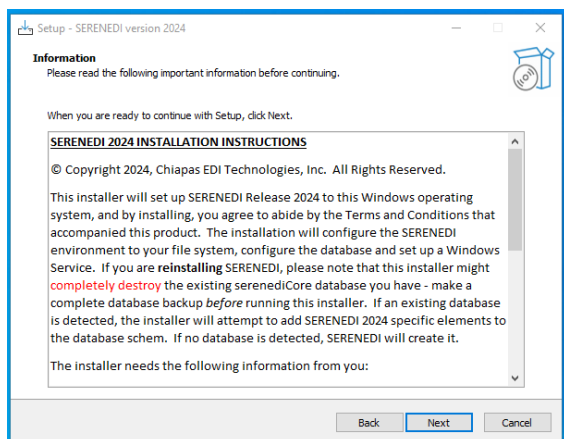 Setup - SERENEDI version 2024
Information
Please read the following important information before continuing.
When you are ready to continue with Setup, click Next.
SERENEDI 2024 INSTALLATION INSTRUCTIONS
© Copyright 2024, Chiapas EDI Technologies, Inc.  All Rights Reserved.
This installer will set up SERENEDI Release 2024 to this Windows operating
system, and by installing, you agree to abide by the Terms and Conditions that
accompanied this product.  The installation will configure the SERENEDI
environment to your file system, configure the database and set up a Windows
Service.  If you are reinstalling SERENEDI, please note that this installer might
completely destroy the existing serenediCore database you have - make a
complete database backup before running this installer.  If an existing database
is detected, the installer will attempt to add SERENEDI 2024 specific elements to
the database schem.  If no database is detected, SERENEDI will create it.
The installer needs the following information from you:
Back
Next
Cancel